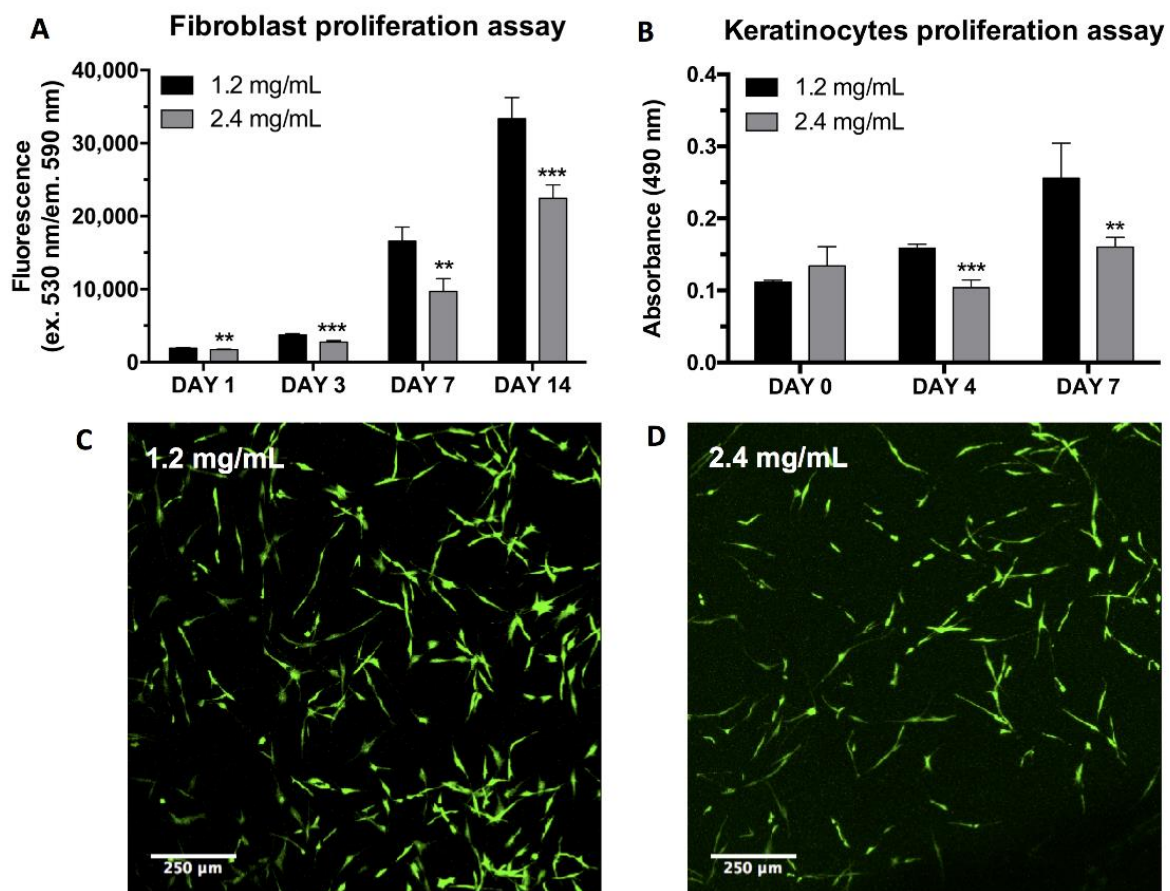 A
Fibroblast proliferation assay
Fluorescence
(ex. 530 nm/em. 590 nm)
40,000
30,000
20,000
10,000
0
1.2 mg/mL
2.4 mg/mL
**
***
**
***
DAY 1
DAY 3
DAY 7
DAY 14
B
Keratinocytes proliferation assay
Absorbance (490 nm)
0.4
0.3
0.2
0.1
0.0
1.2 mg/mL
2.4 mg/mL
***
**
DAY 0
DAY 4
DAY 7
C
1.2 mg/mL
250 µm
D
2.4 mg/mL
250 µm